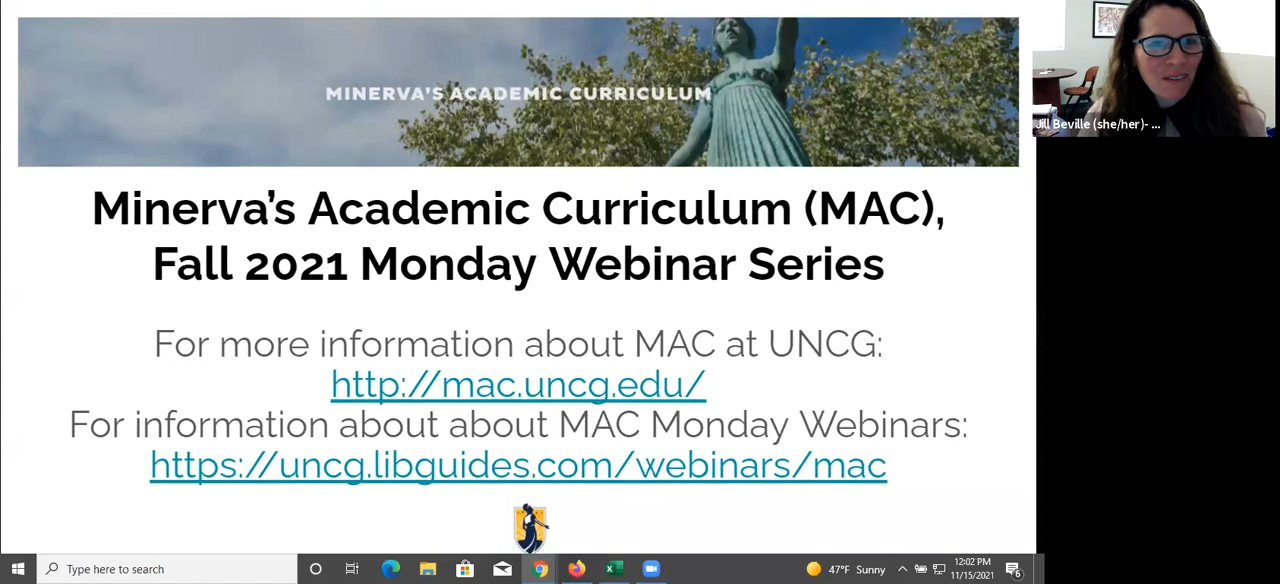 MINERVA'S ACADEMIC CURRICULUM
Jill Beville (she/her)- ...
Minerva's Academic Curriculum (MAC),
Fall 2021 Monday Webinar Series
For more information about MAC at UNCG:
http://mac.uncg.edu/
For information about about MAC Monday Webinars:
https://uncg.libguides.com/webinars/mac
Type here to search
47°F Sunny
12:02 PM
11/15/2021
6